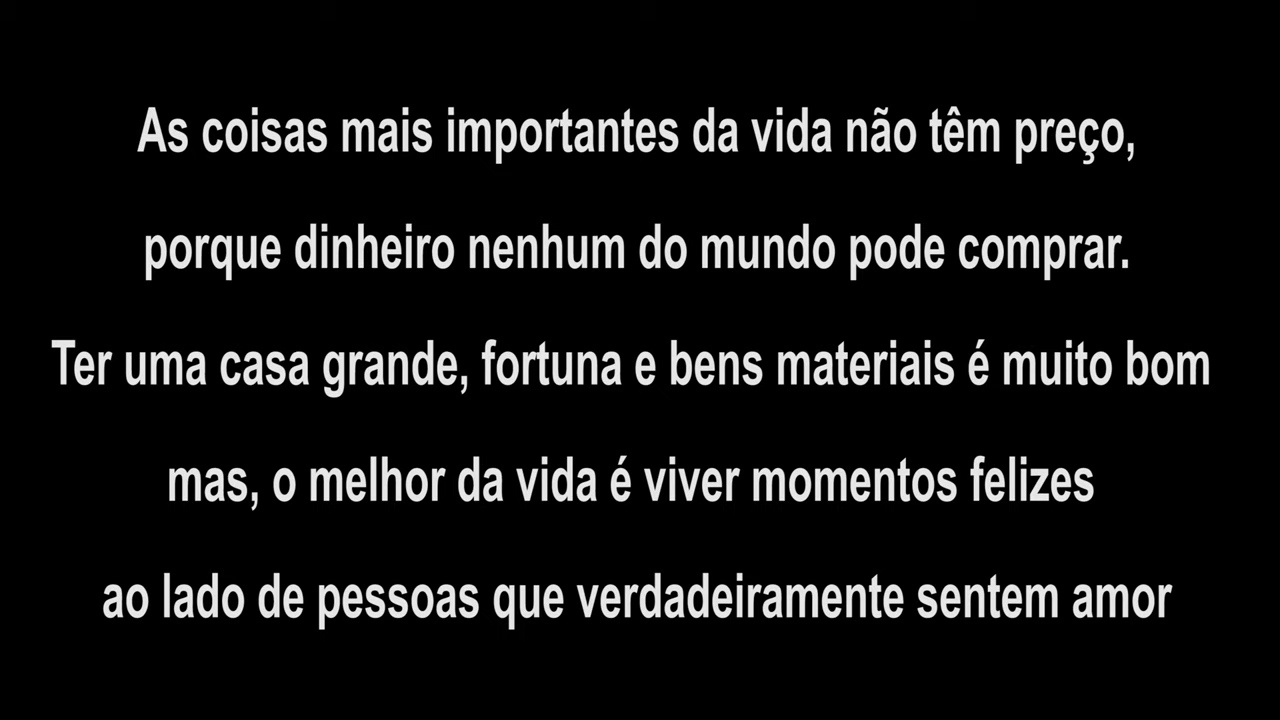 As coisas mais importantes da vida não têm preço,
porque dinheiro nenhum do mundo pode comprar.
Ter uma casa grande, fortuna e bens materiais é muito bom
mas, o melhor da vida é viver momentos felizes
ao lado de pessoas que verdadeiramente sentem amor